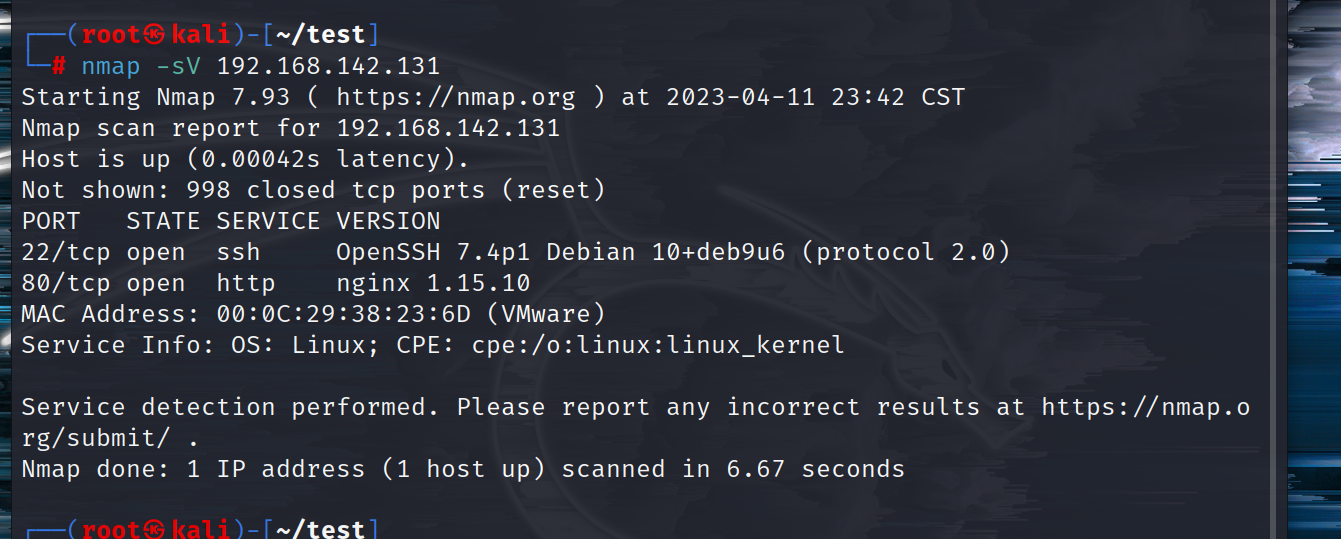 ┌──(root㉿kali)-[~/test]
└─# nmap -sV 192.168.142.131
Starting Nmap 7.93 ( https://nmap.org ) at 2023-04-11 23:42 CST
Nmap scan report for 192.168.142.131
Host is up (0.00042s latency).
Not shown: 998 closed tcp ports (reset)
PORT   STATE SERVICE VERSION
22/tcp open  ssh     OpenSSH 7.4p1 Debian 10+deb9u6 (protocol 2.0)
80/tcp open  http    nginx 1.15.10
MAC Address: 00:0C:29:38:23:6D (VMware)
Service Info: OS: Linux; CPE: cpe:/o:linux:linux_kernel

Service detection performed. Please report any incorrect results at https://nmap.o
rg/submit/ .
Nmap done: 1 IP address (1 host up) scanned in 6.67 seconds

┌──(root㉿kali)-[~/test]